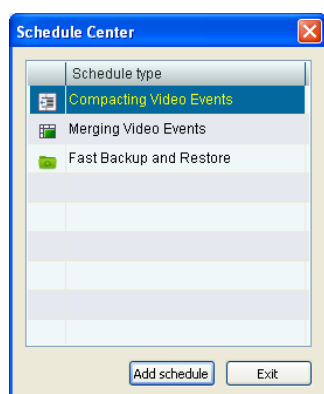 Schedule Center
Schedule type
Compacting Video Events
Merging Video Events
Fast Backup and Restore
Add schedule Exit